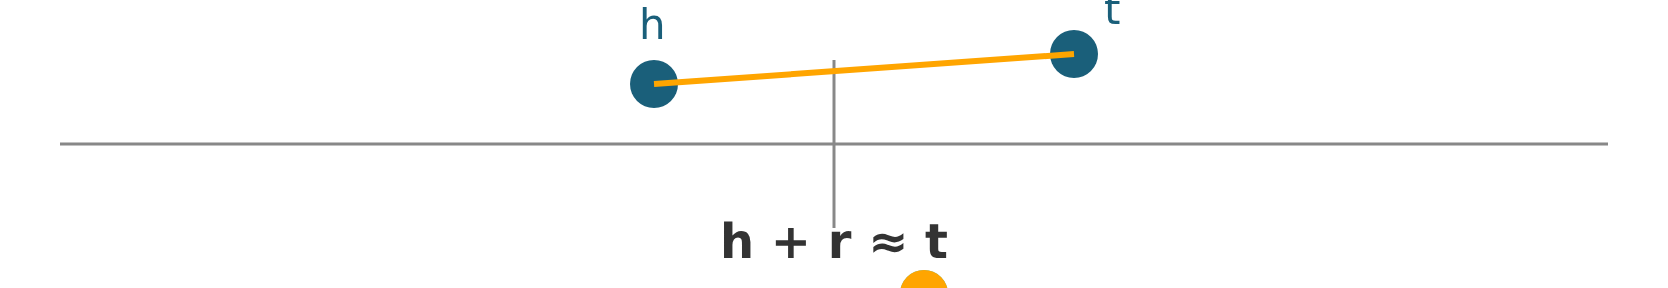 h
t
h + r ≈ t